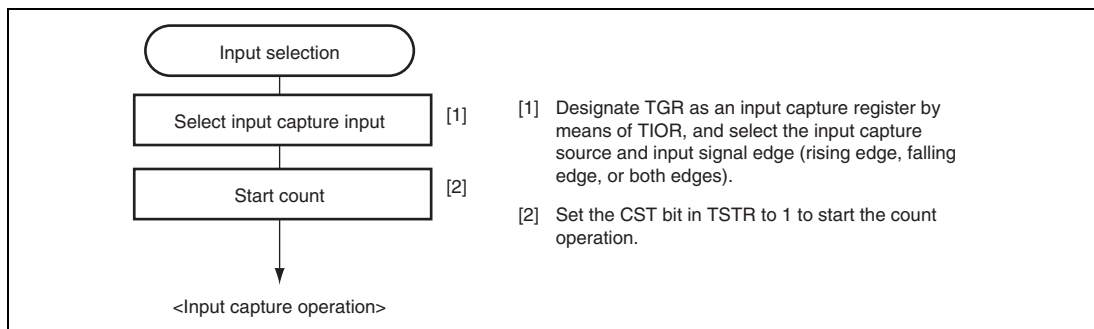 Input selection
Select input capture input
[1]
Start count
[2]
<Input capture operation>
[1] Designate TGR as an input capture register by
means of TIOR, and select the input capture
source and input signal edge (rising edge, falling
edge, or both edges).
[2] Set the CST bit in TSTR to 1 to start the count
operation.